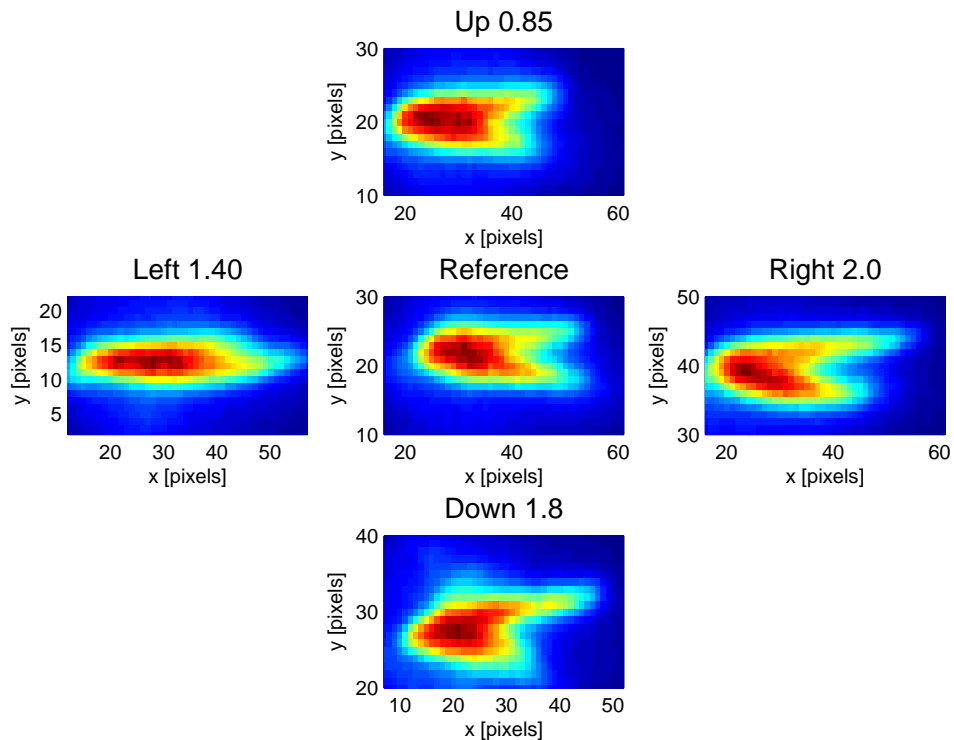 Up 0.85
30
20
10
y [pixels]
20 40 60
x [pixels]
Left 1.40
20
15
10
5
y [pixels]
20 30 40 50
x [pixels]
Reference
30
20
10
y [pixels]
20 40 60
x [pixels]
Right 2.0
50
40
30
y [pixels]
20 40 60
x [pixels]
Down 1.8
40
30
20
y [pixels]
10 20 30 40 50
x [pixels]